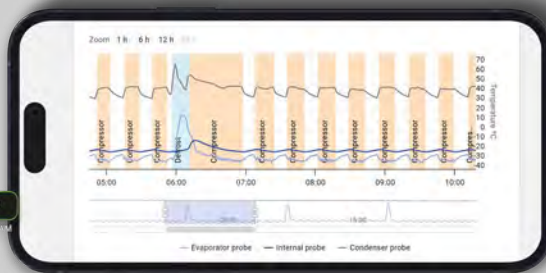 Zoom 1 h 6 h 12 h
70
60
50
40
30
20
10
0
10
20
30
40
Temperature °C
Compressor
Compressor
Compressor
Defrost
Compressor
Compressor
Compressor
Compressor
Compressor
Compressor
Compressor
Compressor
Compressor
Compres
05:00 06:00 07:00 08:00 09:00 10:00
15:00
Evaporator probe Internal probe Condenser probe